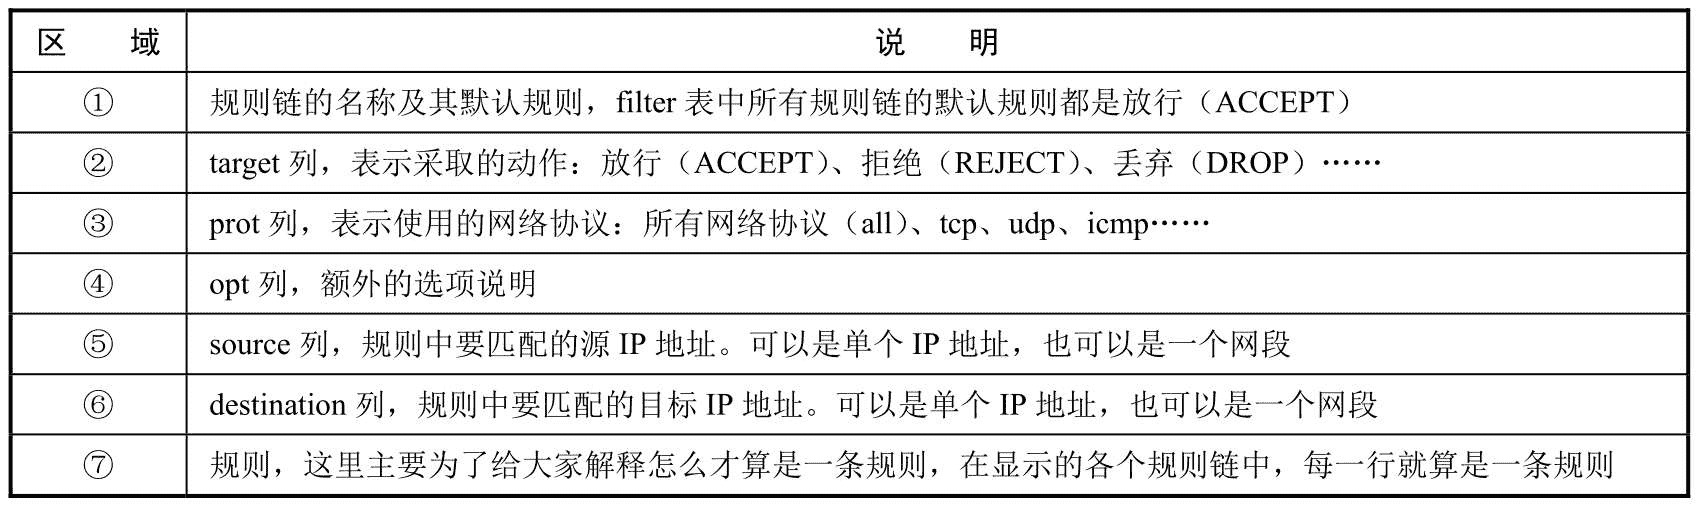 区 域 说 明
① 规则链的名称及其默认规则，filter 表中所有规则链的默认规则都是放行（ACCEPT）
② target 列，表示采取的动作：放行（ACCEPT）、拒绝（REJECT）、丢弃（DROP）……
③ prot 列，表示使用的网络协议：所有网络协议（all）、tcp、udp、icmp……
④ opt 列，额外的选项说明
⑤ source 列，规则中要匹配的源 IP 地址。可以是单个 IP 地址，也可以是一个网段
⑥ destination 列，规则中要匹配的目标 IP 地址。可以是单个 IP 地址，也可以是一个网段
⑦ 规则，这里主要为了给大家解释怎么才算是一条规则，在显示的各个规则链中，每一行就算是一条规则